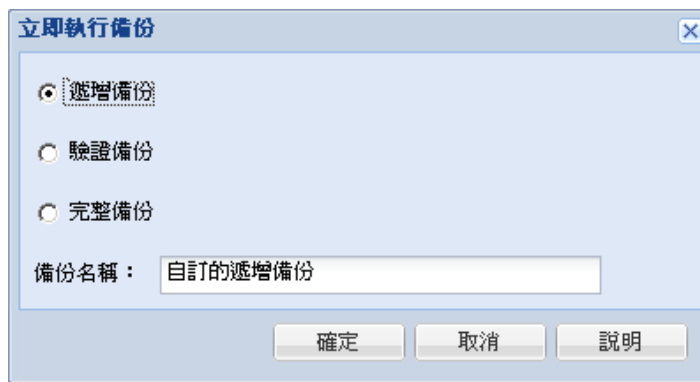 立即執行備份
遞增備份
驗證備份
完整備份
備份名稱： 自訂的遞增備份
確定 取消 說明